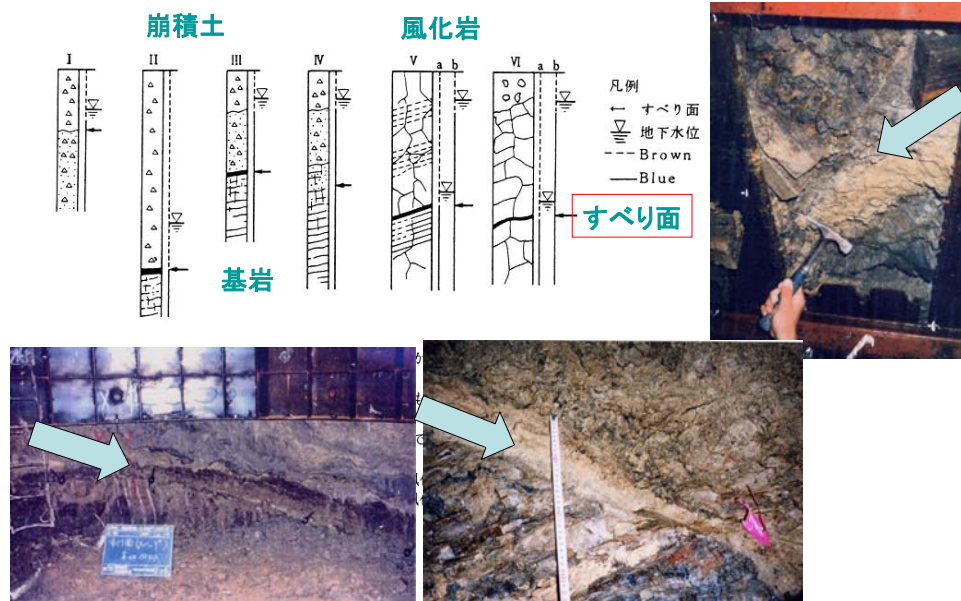 崩積土
風化岩
I
II
III
IV
V
a b
VI
a b
凡例
← すべり面
地下水位
---- Brown
— Blue
すべり面
基岩